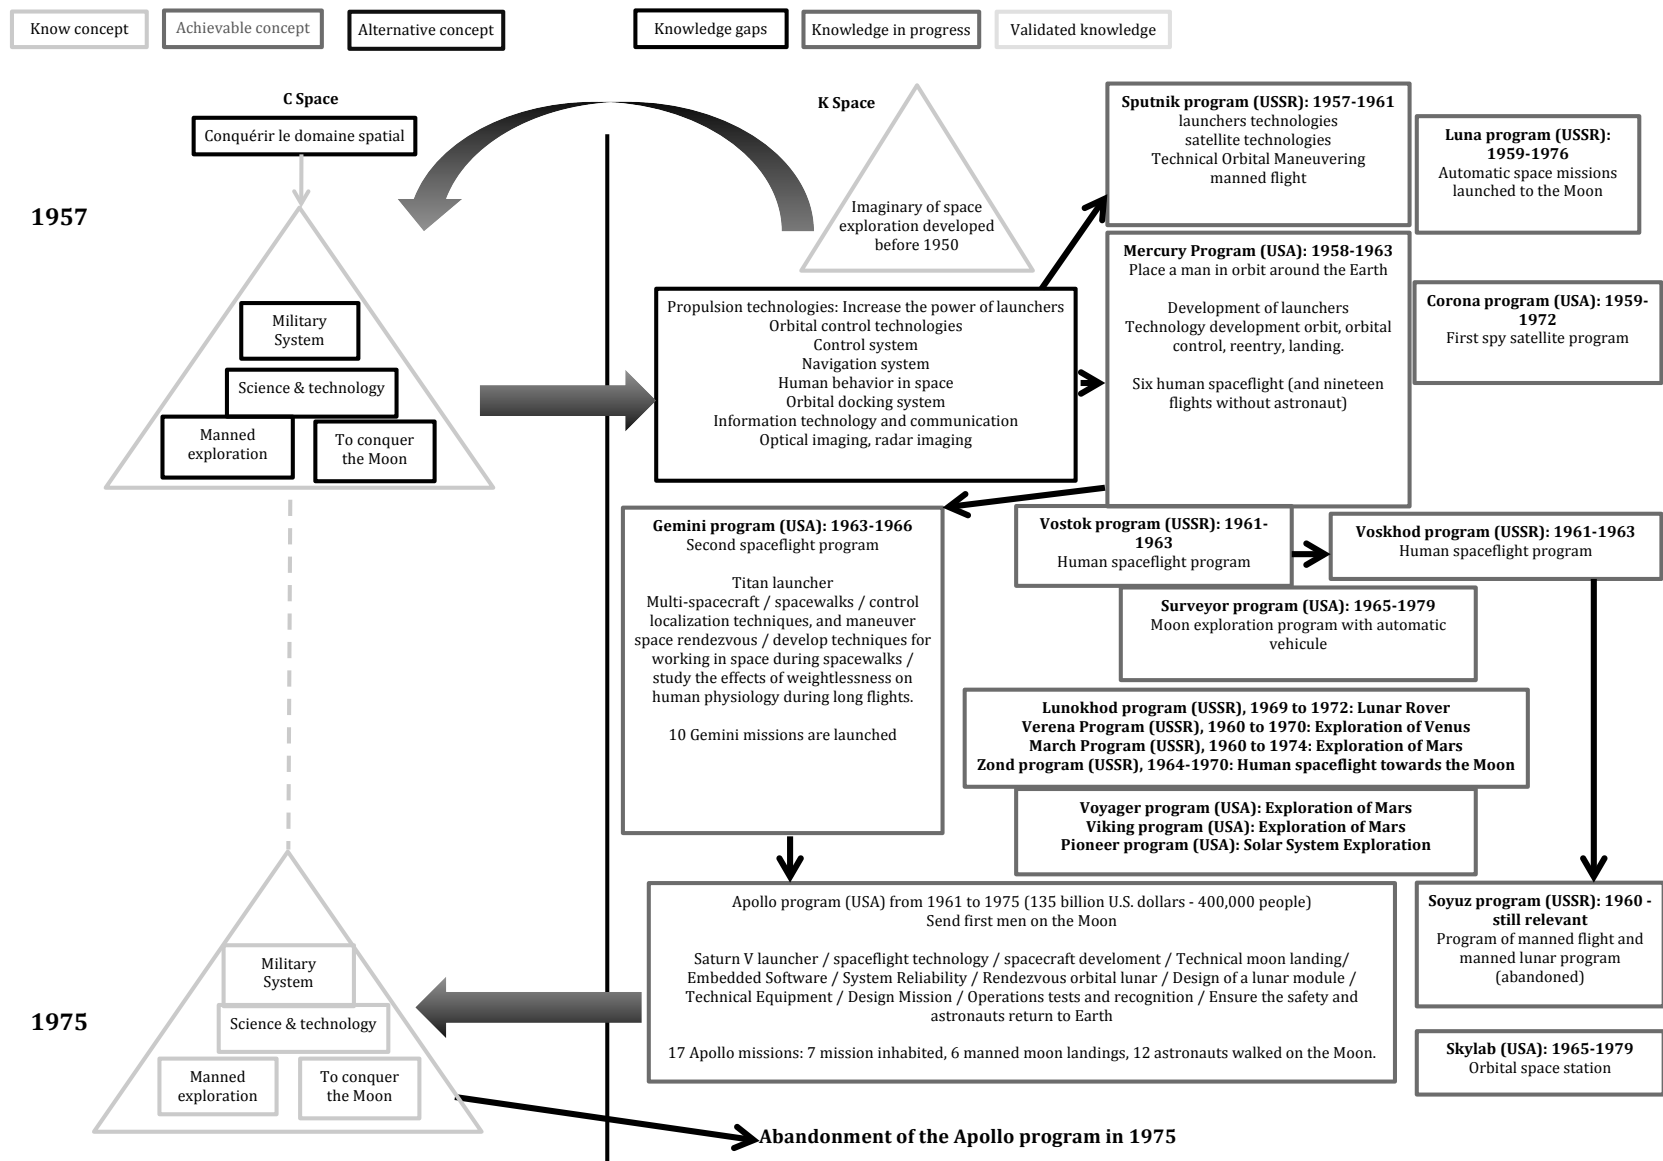 Know concept
Achievable concept
Alternative concept
Knowledge gaps
Knowledge in progress
Validated knowledge
C Space
Conquérir le domaine spatial
1957
Military
System
Science & technology
Manned
exploration
To conquer
the Moon
K Space
Imaginary of space
exploration developed
before 1950
Sputnik program (USSR): 1957-1961
launchers technologies
satellite technologies
Technical Orbital Maneuvering
manned flight
Luna program (USSR):
1959-1976
Automatic space missions
launched to the Moon
Propulsion technologies: Increase the power of launchers
Orbital control technologies
Control system
Navigation system
Human behavior in space
Orbital docking system
Information technology and communication
Optical imaging, radar imaging
Mercury Program (USA): 1958-1963
Place a man in orbit around the Earth
Development of launchers
Technology development orbit, orbital
control, reentry, landing.
Six human spaceflight (and nineteen
flights without astronaut)
Corona program (USA): 1959-
1972
First spy satellite program
Gemini program (USA): 1963-1966
Second spaceflight program
Titan launcher
Multi-spacecraft / spacewalks / control
localization techniques, and maneuver
space rendezvous / develop techniques for
working in space during spacewalks /
study the effects of weightlessness on
human physiology during long flights.
10 Gemini missions are launched
Vostok program (USSR): 1961-
1963
Human spaceflight program
Voskhod program (USSR): 1961-1963
Human spaceflight program
Surveyor program (USA): 1965-1979
Moon exploration program with automatic
vehicule
Lunokhod program (USSR), 1969 to 1972: Lunar Rover
Verena Program (USSR), 1960 to 1970: Exploration of Venus
March Program (USSR), 1960 to 1974: Exploration of Mars
Zond program (USSR), 1964-1970: Human spaceflight towards the Moon
Voyager program (USA): Exploration of Mars
Viking program (USA): Exploration of Mars
Pioneer program (USA): Solar System Exploration
Apollo program (USA) from 1961 to 1975 (135 billion U.S. dollars - 400,000 people)
Send first men on the Moon
Saturn V launcher / spaceflight technology / spacecraft develoment / Technical moon landing/
Embedded Software / System Reliability / Rendezvous orbital lunar / Design of a lunar module /
Technical Equipment / Design Mission / Operations tests and recognition / Ensure the safety and
astronauts return to Earth
17 Apollo missions: 7 mission inhabited, 6 manned moon landings, 12 astronauts walked on the Moon.
Soyuz program (USSR): 1960 -
still relevant
Program of manned flight and
manned lunar program
(abandoned)
Skylab (USA): 1965-1979
Orbital space station
1975
Military
System
Science & technology
Manned
exploration
To conquer
the Moon
Abandonment of the Apollo program in 1975